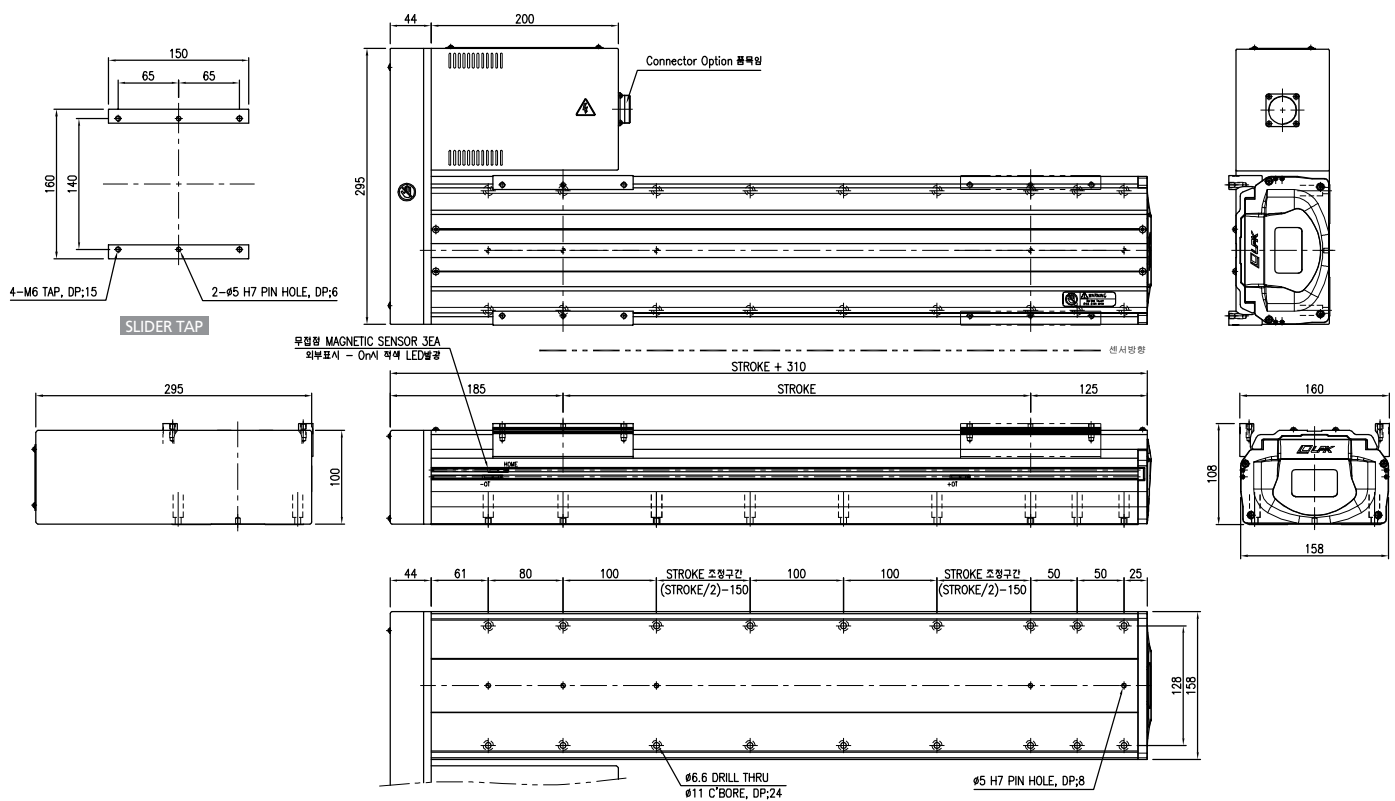 44
200
150
65
65
160
140
4-M6 TAP, DP;15
2-Ø5 H7 PIN HOLE, DP;6
SLIDER TAP
295
Connector Option 품목임
LAK
무접점 MAGNETIC SENSOR 3EA
외부표시 - On시 적색 LED발광
센서방향
STROKE + 310
185
STROKE
125
295
100
HOME
-OT
+OT
160
108
LAK
158
44
61
80
100
STROKE 조정구간
(STROKE/2)-150
100
100
STROKE 조정구간
(STROKE/2)-150
50
50
25
128
158
Ø6.6 DRILL THRU
Ø11 C'BORE, DP;24
Ø5 H7 PIN HOLE, DP;8